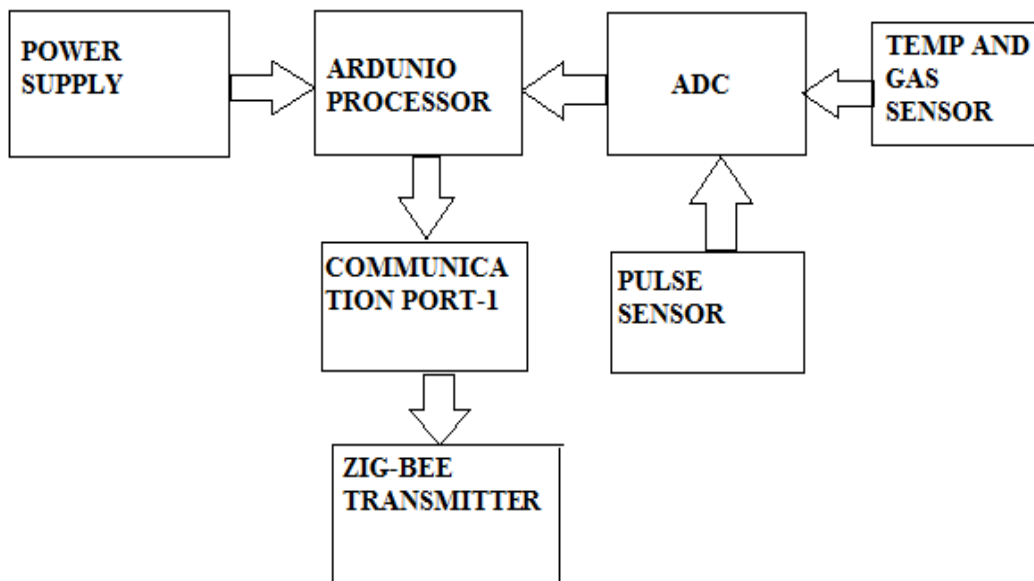 POWER
SUPPLY
ARDUNIO
PROCESSOR
ADC
TEMP AND
GAS
SENSOR
COMMUNICA
TION PORT-1
PULSE
SENSOR
ZIG-BEE
TRANSMITTER